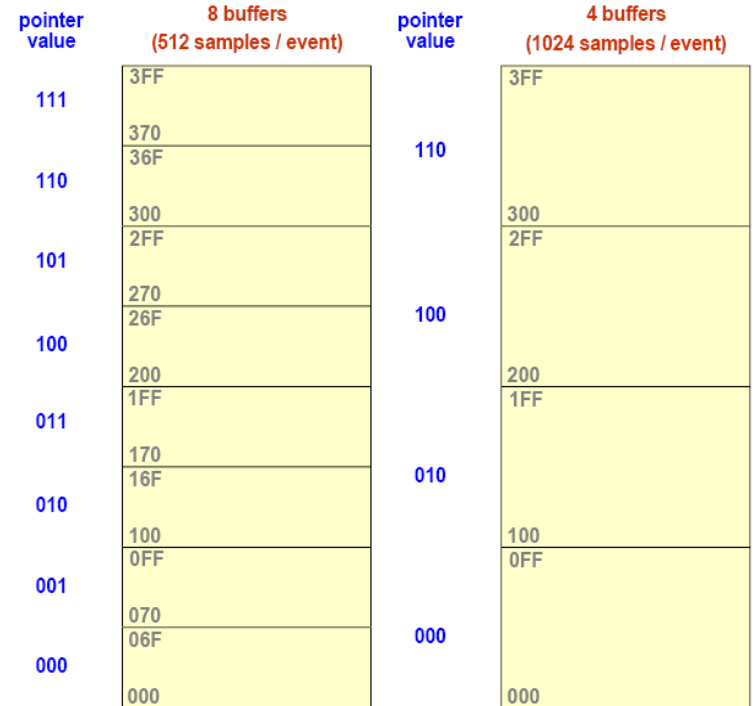 pointer value
8 buffers
(512 samples / event)
111
3FF
370
110
36F
300
101
2FF
270
100
26F
200
011
1FF
170
010
16F
100
001
0FF
070
000
06F
000
pointer value
4 buffers
(1024 samples / event)
110
3FF
300
100
2FF
200
010
1FF
100
000
0FF
000